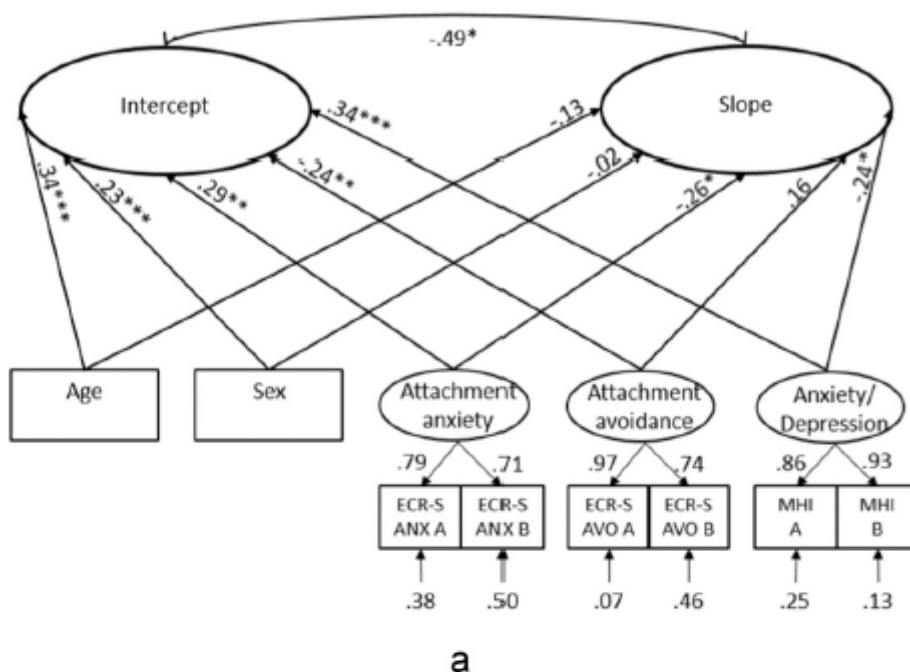 -.49*
Intercept
Slope
.34***
-.13
-.02
-.24**
-.26*
.16
-.24*
.34***
.23***
.29**
Age
Sex
Attachment
anxiety
Attachment
avoidance
Anxiety/
Depression
.79
.71
.97
.74
.86
.93
ECR-S
ANX A
ECR-S
ANX B
ECR-S
AVO A
ECR-S
AVO B
MHI
A
MHI
B
.38
.50
.07
.46
.25
.13
a